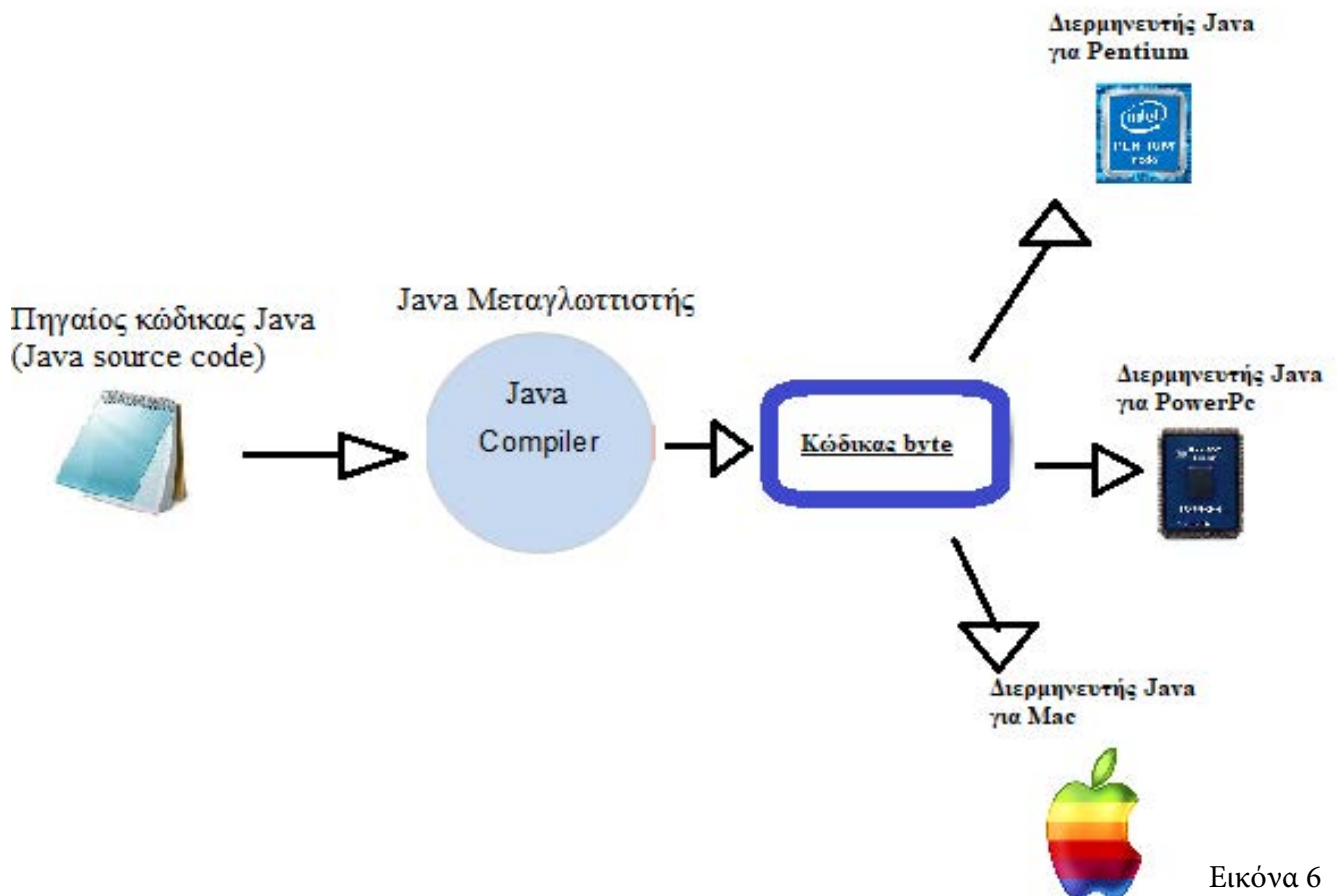 Διερμηνευτής Java
για Pentium
intel
Πηγαίος κώδικας Java
(Java source code)
Java Μεταγλωττιστής
Java
Compiler
Κώδικας byte
Διερμηνευτής Java
για PowerPc
Διερμηνευτής Java
για Mac
Εικόνα 6